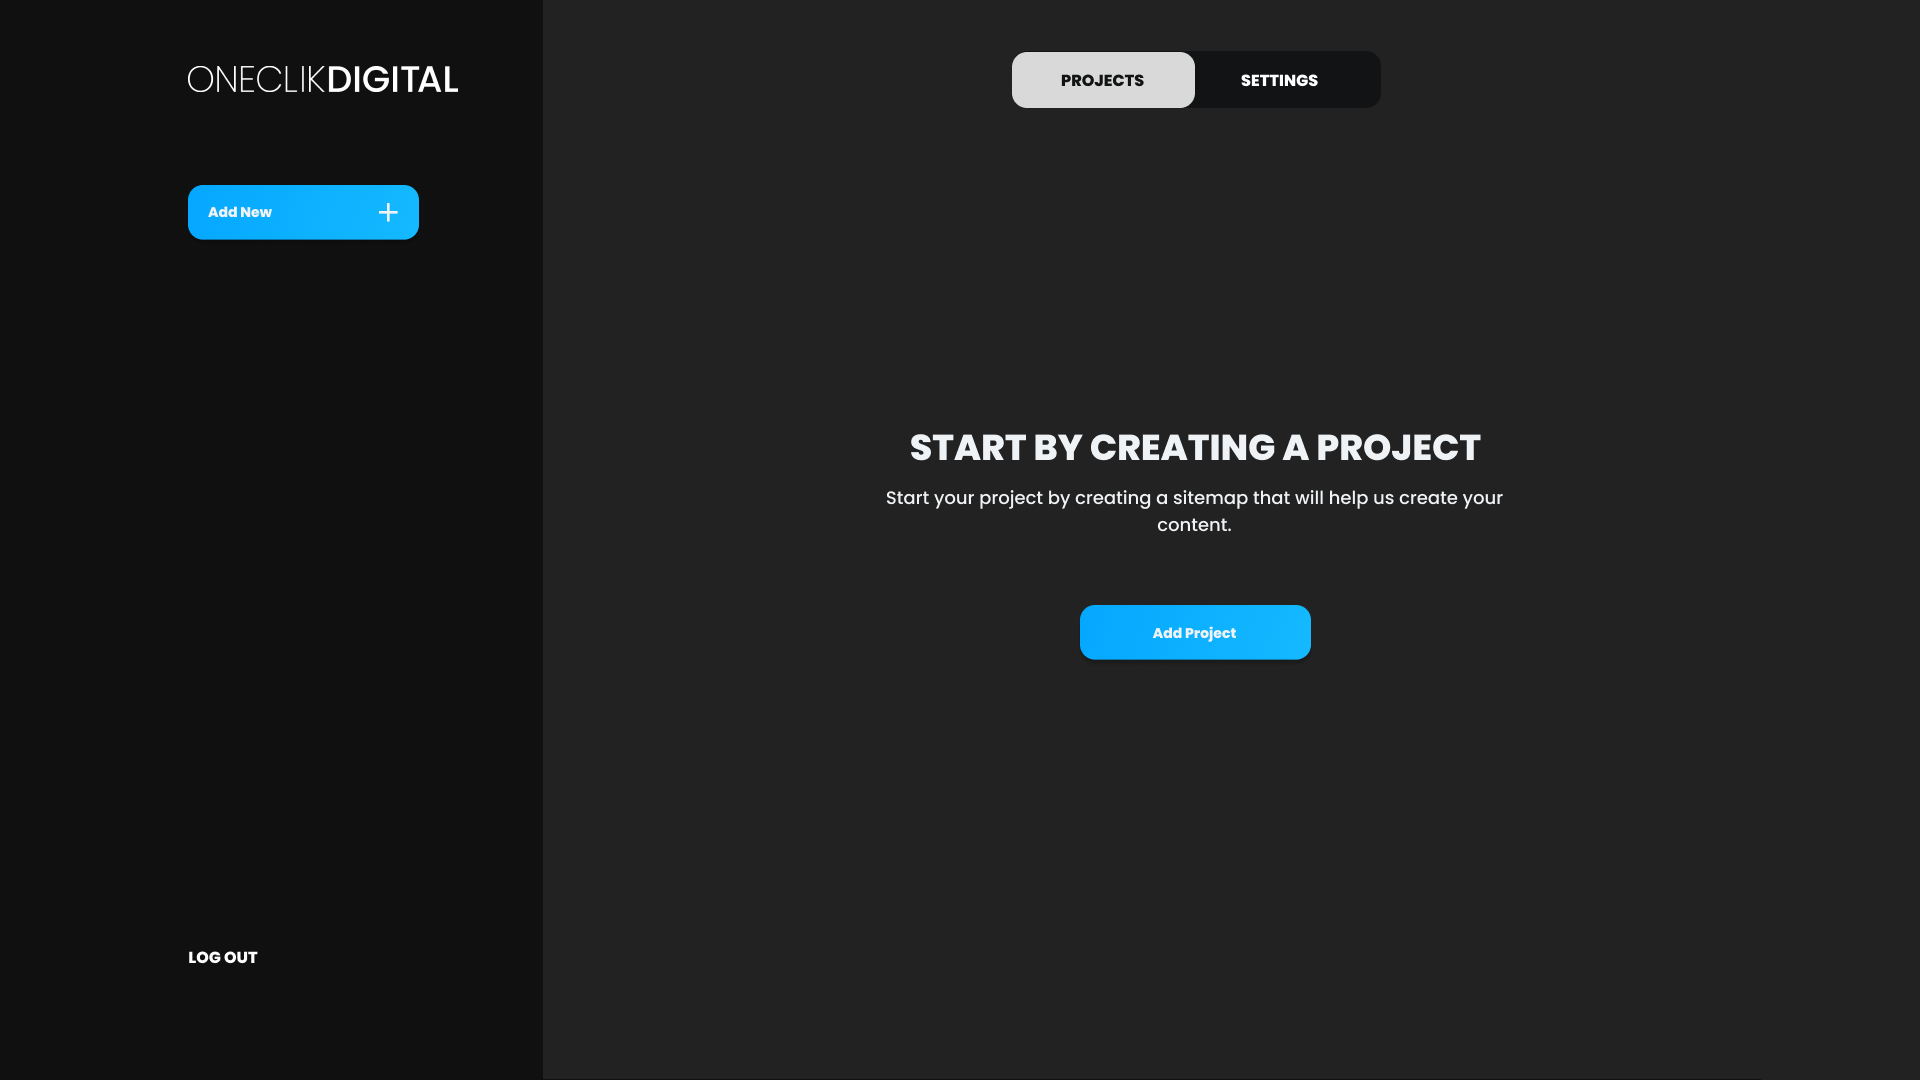 ONECLIKDIGITAL
PROJECTS
SETTINGS
Add New
START BY CREATING A PROJECT
Start your project by creating a sitemap that will help us create your
content.
Add Project
LOG OUT